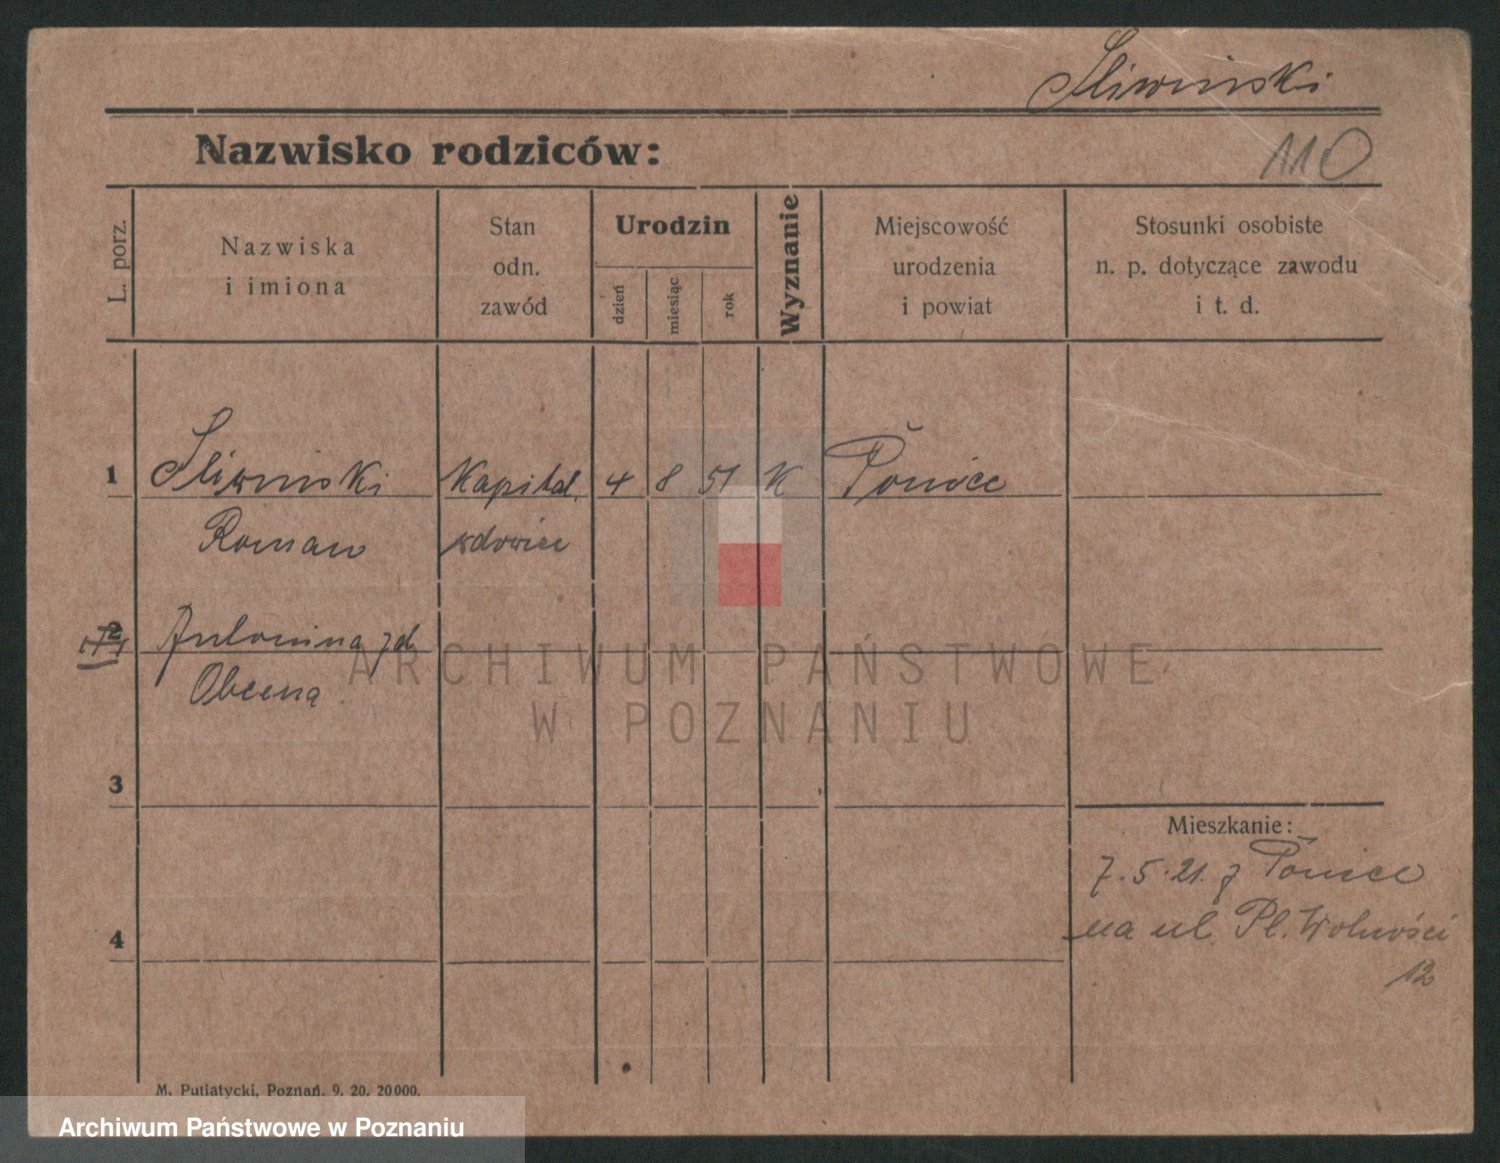 Śliwiński
Nazwisko rodziców:
110
L. porz.
Nazwiska
i imiona
Stan
odn.
zawód
Urodzin
dzień
miesiąc
rok
Wyznanie
Miejscowość
urodzenia
i powiat
Stosunki osobiste
n. p. dotyczące zawodu
i t. d.
1 Śliwiński Kapital. 4 8 51 K Poniec
Roman wdowiec
2 Antonina zd
ARCHIWUM PAŃSTWOWE
W POZNANIU
3
Mieszkanie:
7.5.21. z Poniec
na ul. Pl. Wolności
4
12
M. Putiatycki, Poznań. 9. 20. 20000.
Archiwum Państwowe w Poznaniu